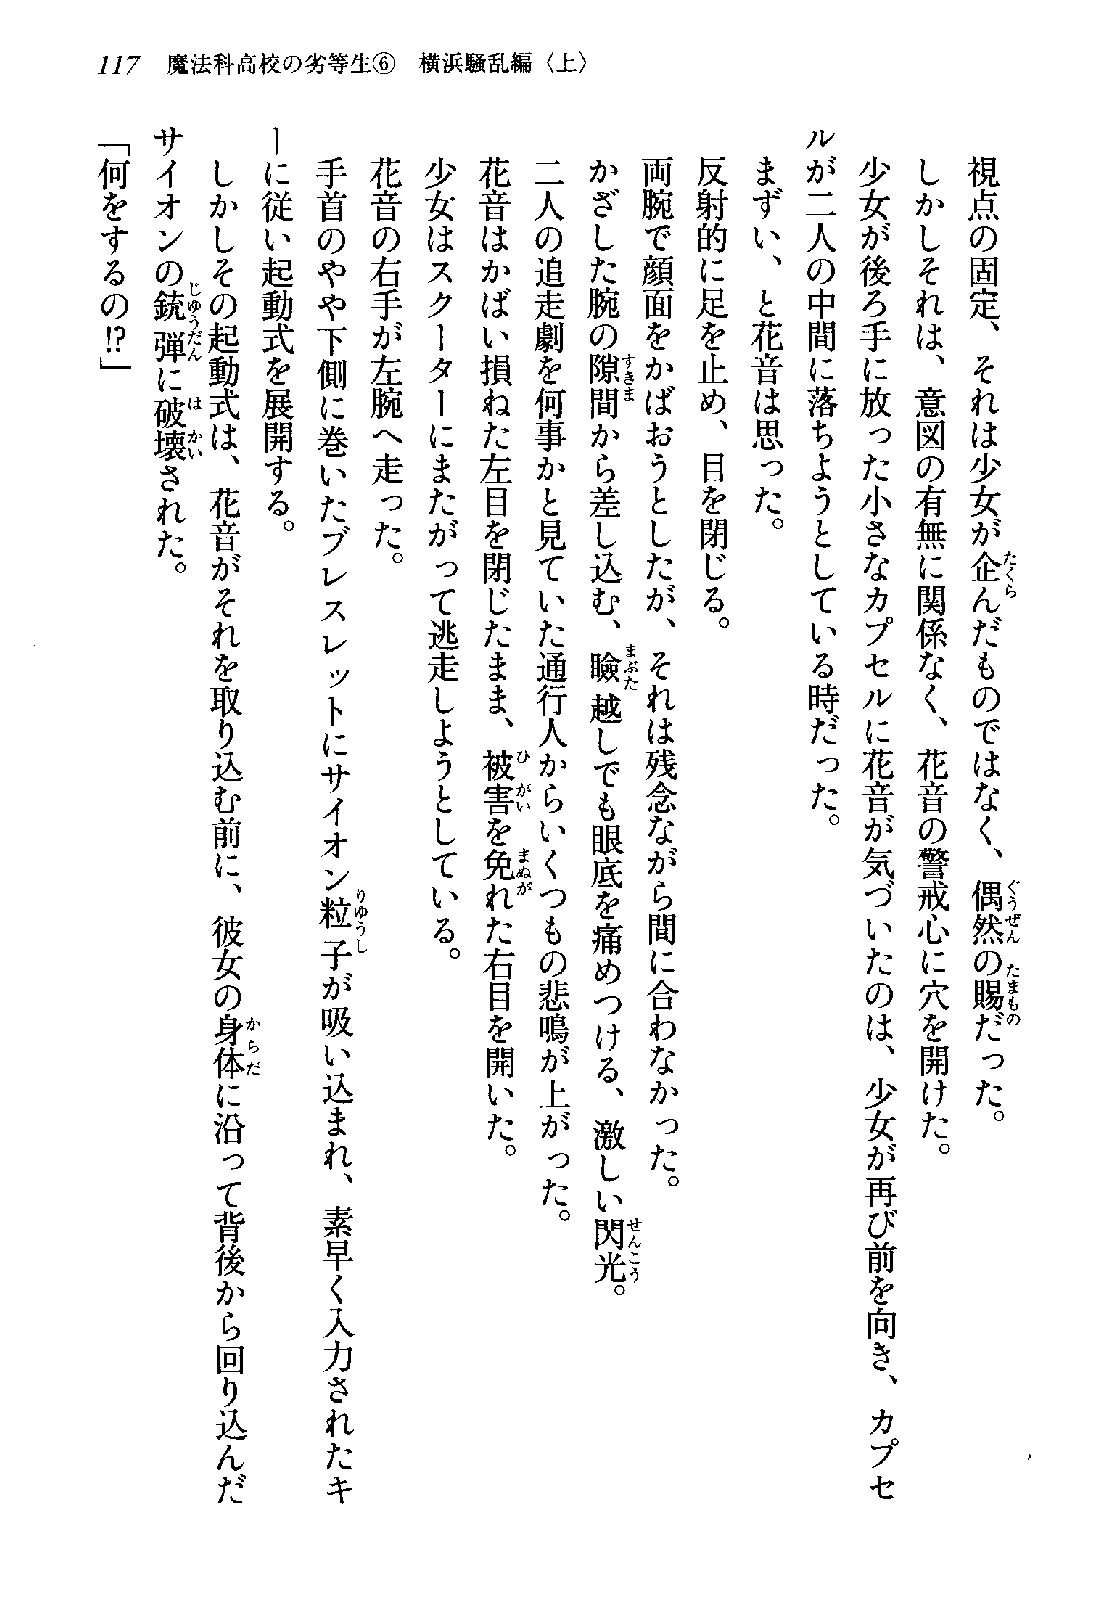 117　魔法科高校の劣等生⑥　横浜騒乱編〈上〉
視点の固定、それは少女が企んだものではなく、偶然の賜だった。
しかしそれは、意図の有無に関係なく、花音の警戒心に穴を開けた。
少女が後ろ手に放った小さなカプセルに花音が気づいたのは、少女が再び前を向き、カプセ
ルが二人の中間に落ちようとしている時だった。
まずい、と花音は思った。
反射的に足を止め、目を閉じる。
両腕で顔面をかばおうとしたが、それは残念ながら間に合わなかった。
かざした腕の隙間から差し込む、瞼越しでも眼底を痛めつける、激しい閃光。
二人の追走劇を何事かと見ていた通行人からいくつもの悲鳴が上がった。
花音はかばい損ねた左目を閉じたまま、被害を免れた右目を開いた。
少女はスクーターにまたがって逃走しようとしている。
花音の右手が左腕へ走った。
手首のやや下側に巻いたブレスレットにサイオン粒子が吸い込まれ、素早く入力されたキ
ーに従い起動式を展開する。
しかしその起動式は、花音がそれを取り込む前に、彼女の身体に沿って背後から回り込んだ
サイオンの銃弾に破壊された。
「何をするの!?」